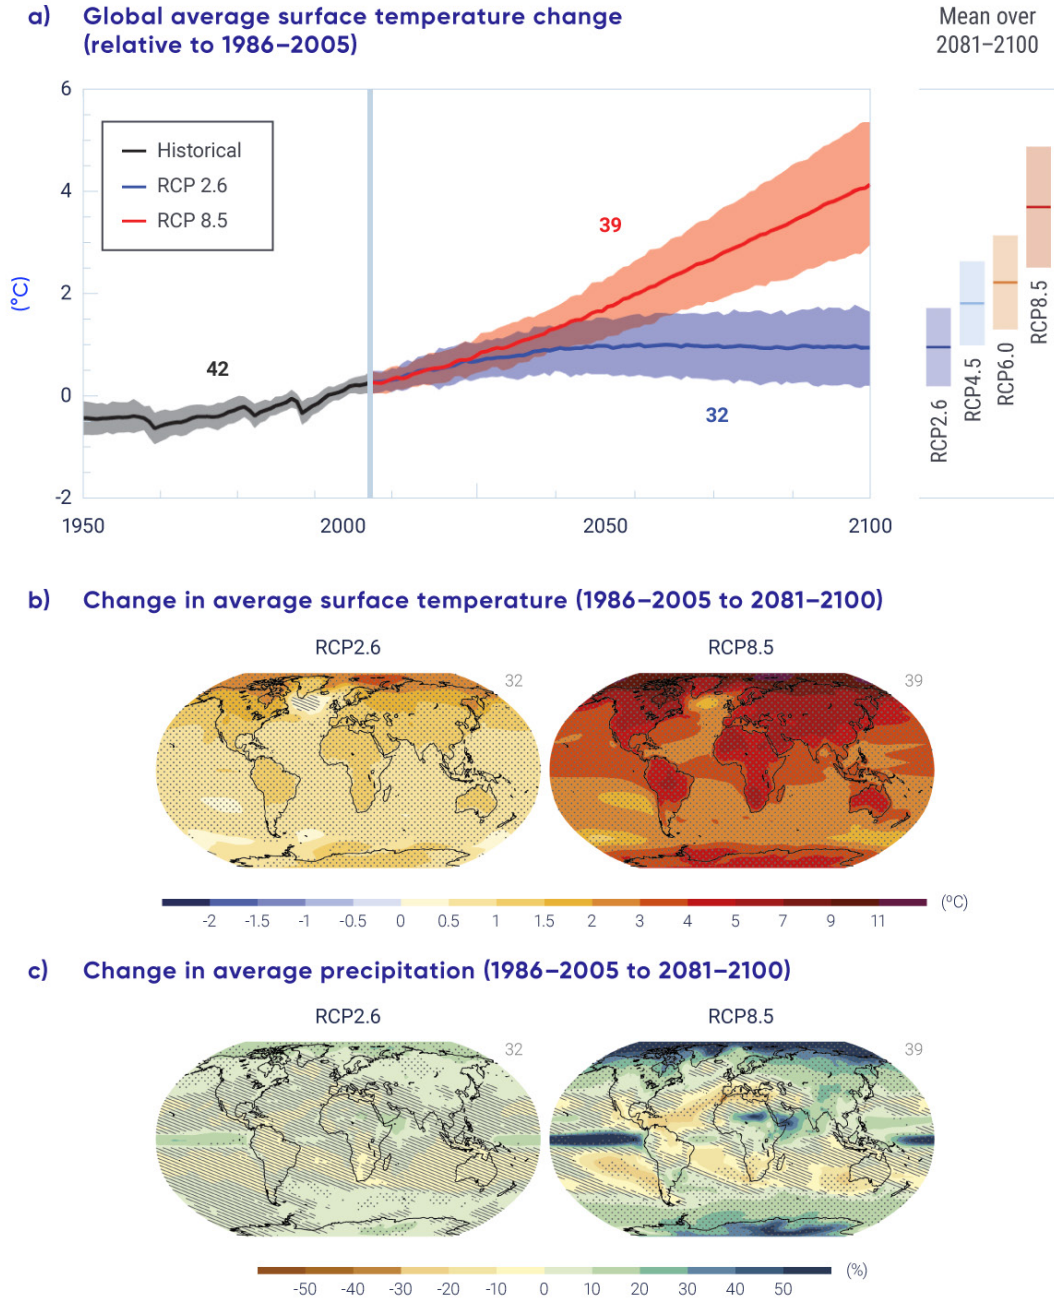 a) Global average surface temperature change
(relative to 1986–2005)
Mean over
2081–2100
6
4
2
0
-2
(°C)
Historical
RCP 2.6
RCP 8.5
42
39
32
1950
2000
2050
2100
RCP2.6
RCP4.5
RCP6.0
RCP8.5
b) Change in average surface temperature (1986–2005 to 2081–2100)
RCP2.6
RCP8.5
32
39
-2 -1.5 -1 -0.5 0 0.5 1 1.5 2 3 4 5 7 9 11 (°C)
c) Change in average precipitation (1986–2005 to 2081–2100)
RCP2.6
RCP8.5
32
39
-50 -40 -30 -20 -10 0 10 20 30 40 50 (%)